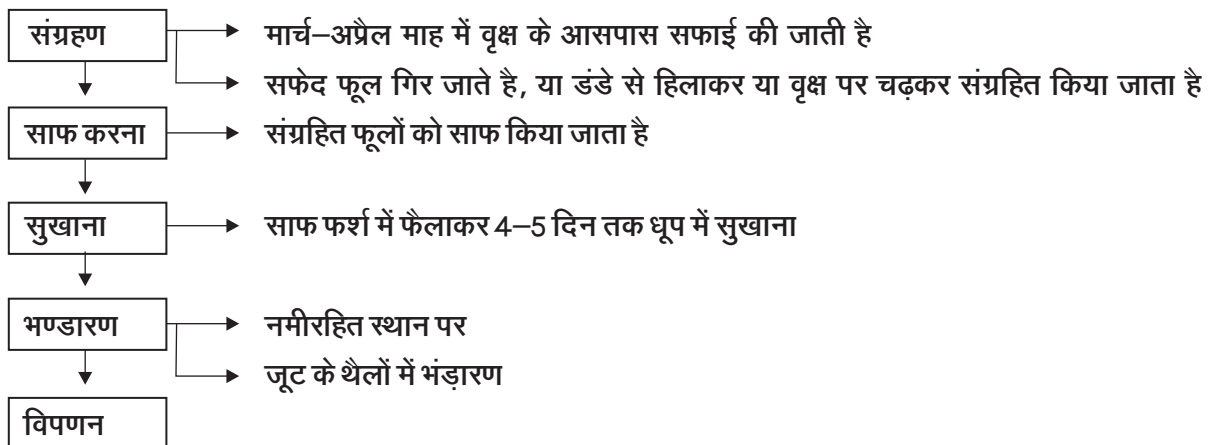 संग्रहण मार्च–अप्रैल माह में वृक्ष के आसपास सफाई की जाती है
सफेद फूल गिर जाते है, या डंडे से हिलाकर या वृक्ष पर चढ़कर संग्रहित किया जाता है
साफ करना संग्रहित फूलों को साफ किया जाता है
सुखाना साफ फर्श में फैलाकर 4–5 दिन तक धूप में सुखाना
भण्डारण नमीरहित स्थान पर
जूट के थैलों में भंड़ारण
विपणन